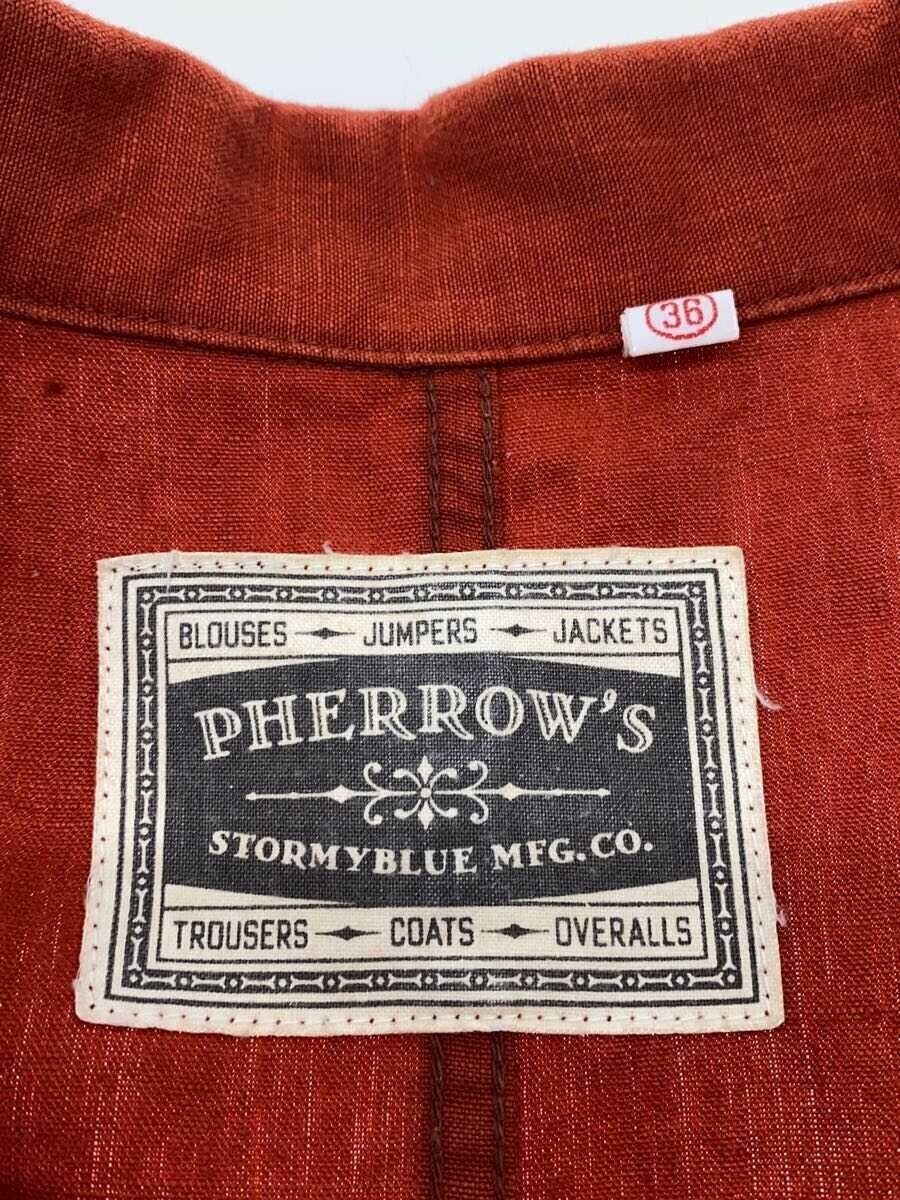 36
BLOUSES JUMPERS JACKETS
PHERROW'S
STORMYBLUE MFG. CO.
TROUSERS COATS OVERALLS